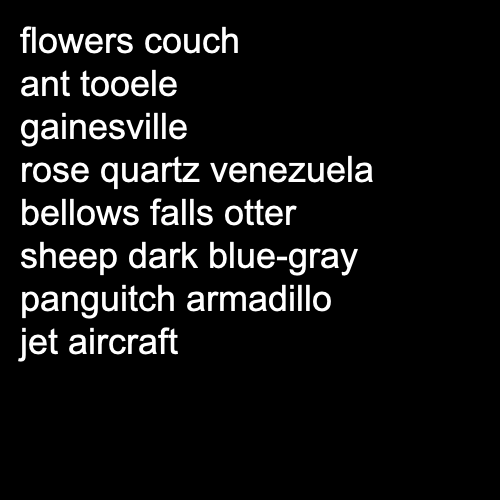 flowers couch
ant tooele
gainesville
rose quartz venezuela
bellows falls otter
sheep dark blue-gray
panguitch armadillo
jet aircraft